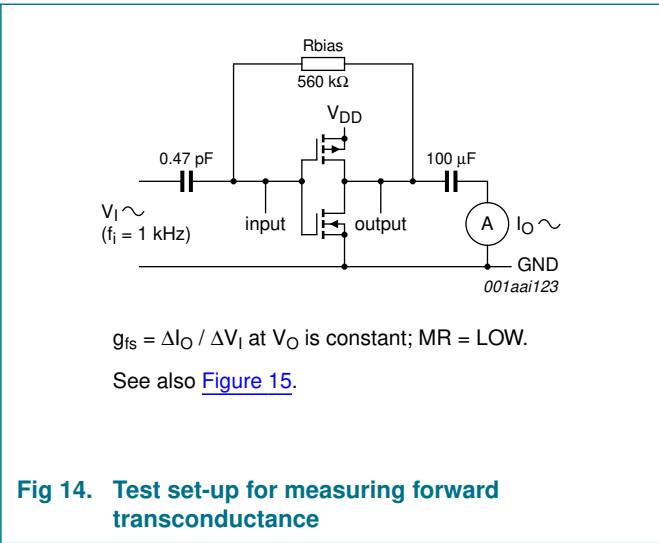 Rbias
560 kΩ
VDD
0.47 pF
100 μF
VI
(fi = 1 kHz)
input
output
A
IO
GND
001aai123
gfs = ΔIO / ΔVI at VO is constant; MR = LOW.
See also Figure 15.
Fig 14. Test set-up for measuring forward
transconductance